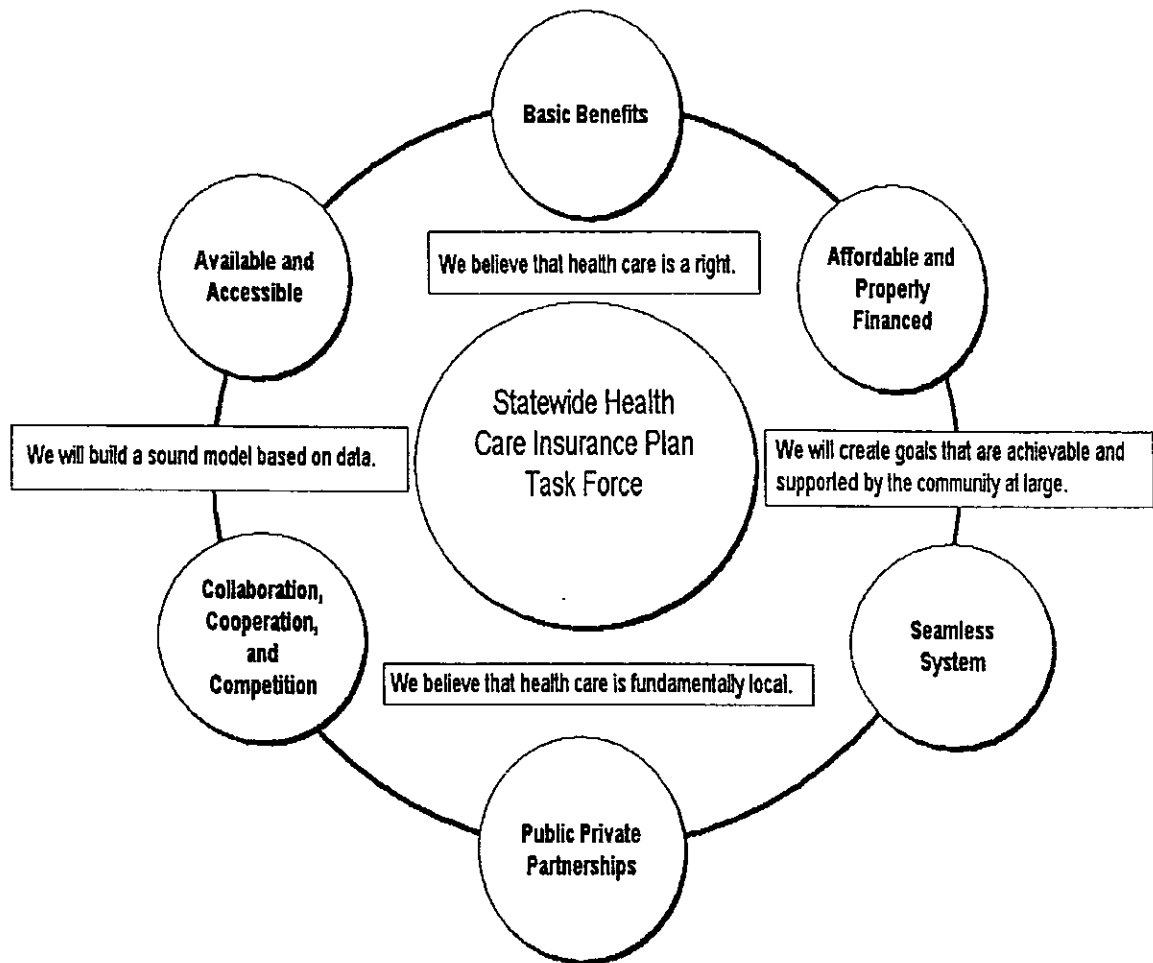 Basic Benefits
Available and
Accessible
We believe that health care is a right.
Affordable and
Properly
Financed
Statewide Health
Care Insurance Plan
Task Force
We will build a sound model based on data.
We will create goals that are achievable and
supported by the community at large.
Collaboration,
Cooperation,
and
Competition
Seamless
System
We believe that health care is fundamentally local.
Public Private
Partnerships